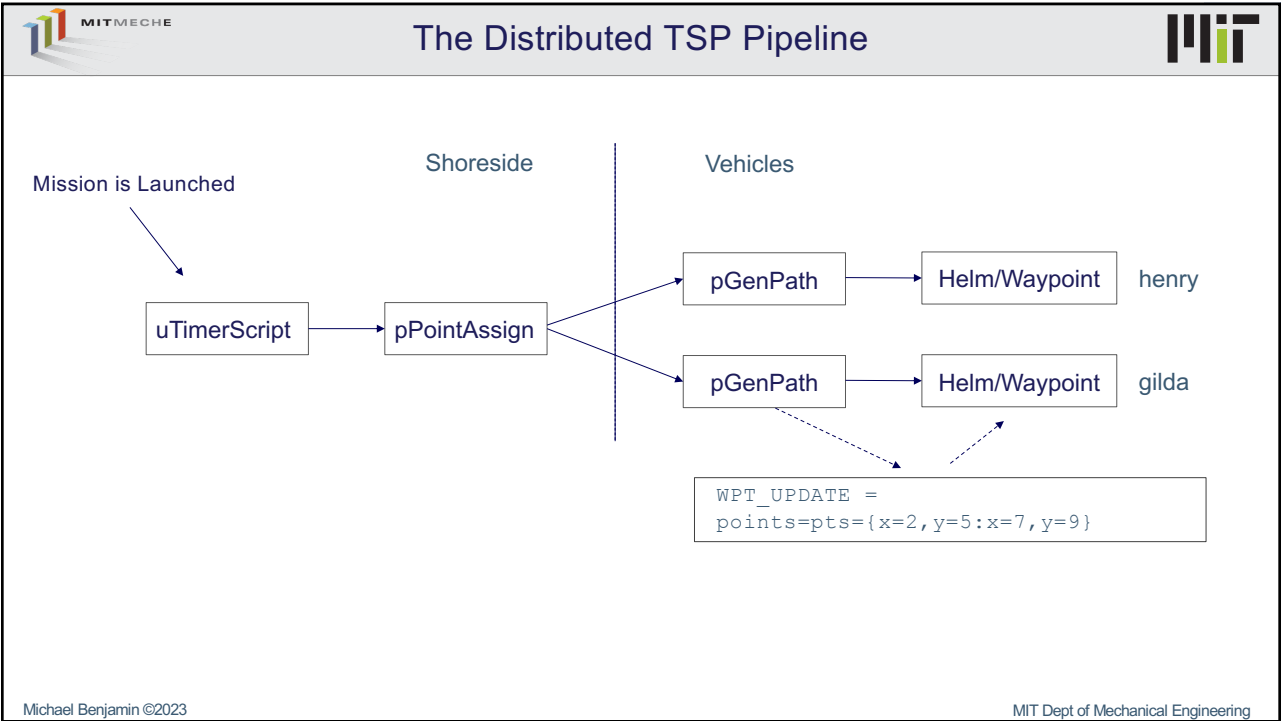 MITMECHE
The Distributed TSP Pipeline
MIT
Shoreside
Vehicles
Mission is Launched
uTimerScript
pPointAssign
pGenPath
Helm/Waypoint
henry
pGenPath
Helm/Waypoint
gilda
WPT_UPDATE =
points=pts={x=2,y=5:x=7,y=9}
Michael Benjamin ©2023
MIT Dept of Mechanical Engineering